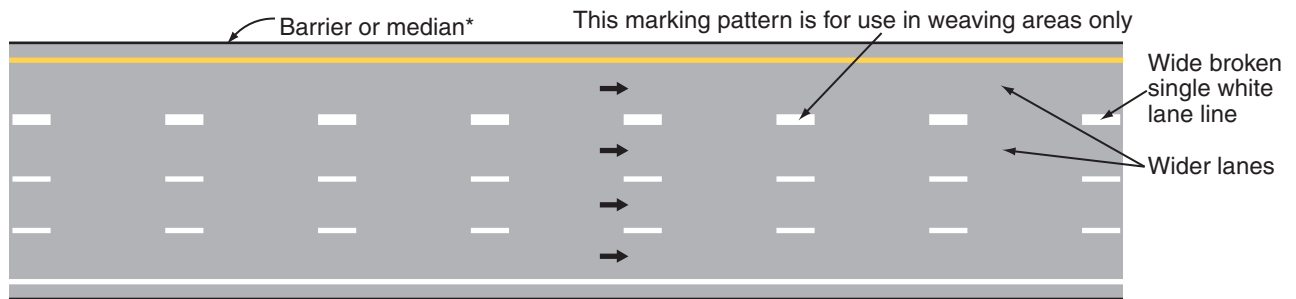 Barrier or median*
This marking pattern is for use in weaving areas only
Wide broken
single white
lane line
Wider lanes